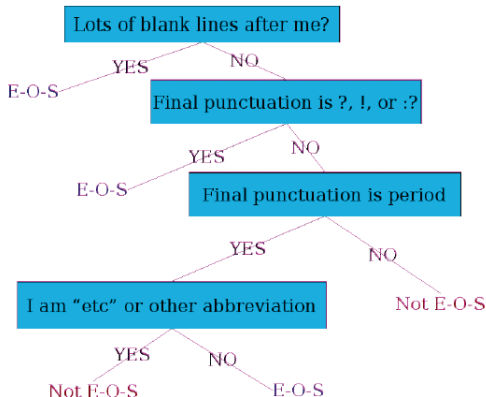 Lots of blank lines after me?
YES
NO
E-O-S
Final punctuation is ?, !, or :?
YES
NO
E-O-S
Final punctuation is period
YES
NO
Not E-O-S
I am “etc” or other abbreviation
YES
NO
Not E-O-S
E-O-S